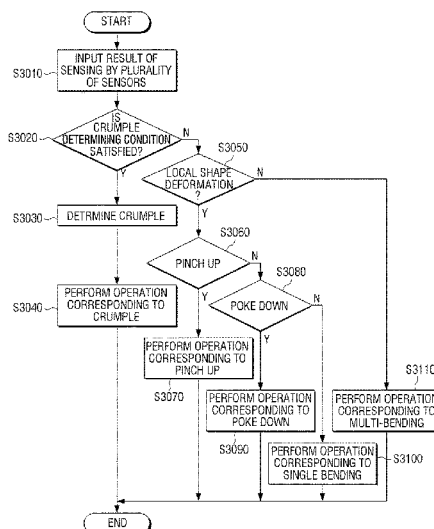 START
S3010
INPUT RESULT OF
SENSING BY PLURALITY
OF SENSORS
S3020
IS
CRUMPLE
DETERMINING CONDITION
SATISFIED?
N
Y
S3050
LOCAL SHAPE
DEFORMATION
?
N
Y
S3030
DETRMINE CRUMPLE
S3060
PINCH UP
N
Y
S3080
POKE DOWN
N
Y
S3040
PERFORM OPERATION
CORRESPONDING TO
CRUMPLE
PERFORM OPERATION
CORRESPONDING TO
PINCH UP
S3070
PERFORM OPERATION
CORRESPONDING TO
POKE DOWN
S3090
S3110
PERFORM OPERATION
CORRESPONDING TO
MULTI-BENDING
PERFORM OPERATION
CORRESPONDING TO
SINGLE BENDING
S3100
END